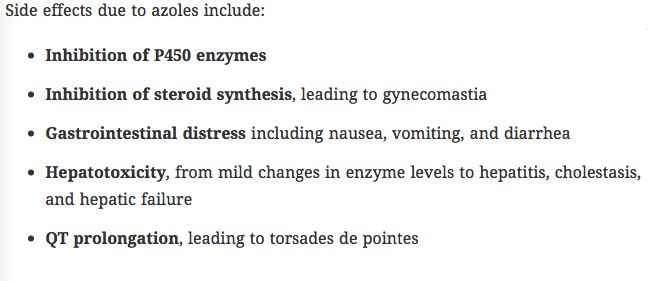 Side effects due to azoles include:
• Inhibition of P450 enzymes
• Inhibition of steroid synthesis, leading to gynecomastia
• Gastrointestinal distress including nausea, vomiting, and diarrhea
• Hepatotoxicity, from mild changes in enzyme levels to hepatitis, cholestasis,
and hepatic failure
• QT prolongation, leading to torsades de pointes